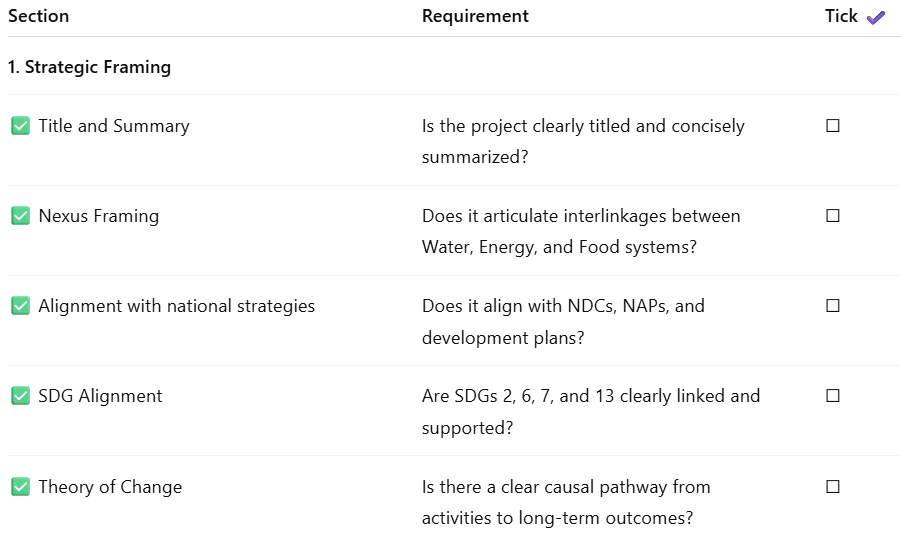 Section Requirement Tick ✔
1. Strategic Framing
✅ Title and Summary Is the project clearly titled and concisely ☐
summarized?
✅ Nexus Framing Does it articulate interlinkages between ☐
Water, Energy, and Food systems?
✅ Alignment with national strategies Does it align with NDCs, NAPs, and ☐
development plans?
✅ SDG Alignment Are SDGs 2, 6, 7, and 13 clearly linked and ☐
supported?
✅ Theory of Change Is there a clear causal pathway from ☐
activities to long-term outcomes?